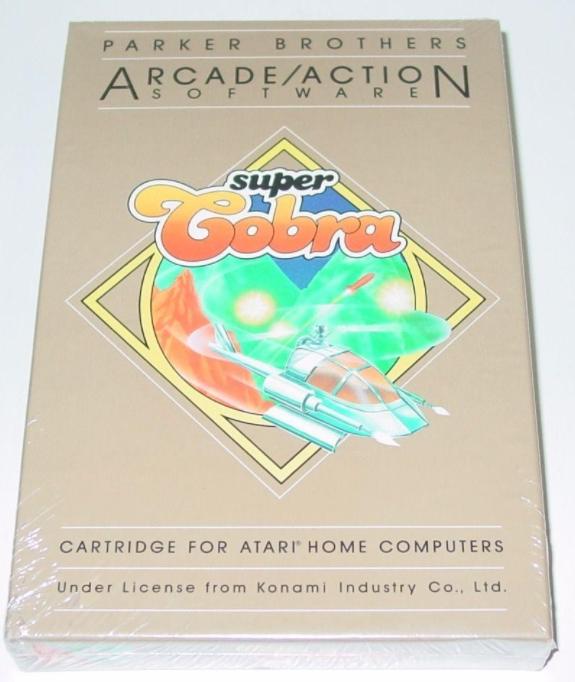 PARKER BROTHERS
ARCADE/ACTION
SOFTWARE
super
Cobra
CARTRIDGE FOR ATARI® HOME COMPUTERS
Under License from Konami Industry Co., Ltd.